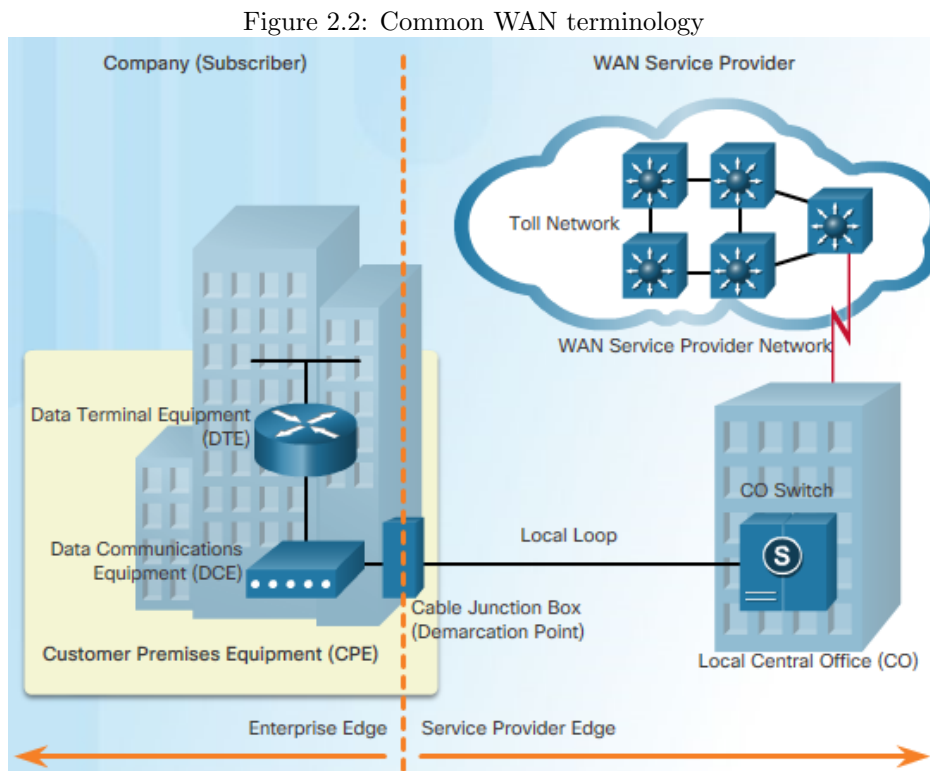 Figure 2.2: Common WAN terminology
Company (Subscriber)
WAN Service Provider
Toll Network
WAN Service Provider Network
Data Terminal Equipment
(DTE)
CO Switch
S
Data Communications
Equipment (DCE)
Local Loop
Cable Junction Box
(Demarcation Point)
Customer Premises Equipment (CPE)
Local Central Office (CO)
Enterprise Edge
Service Provider Edge